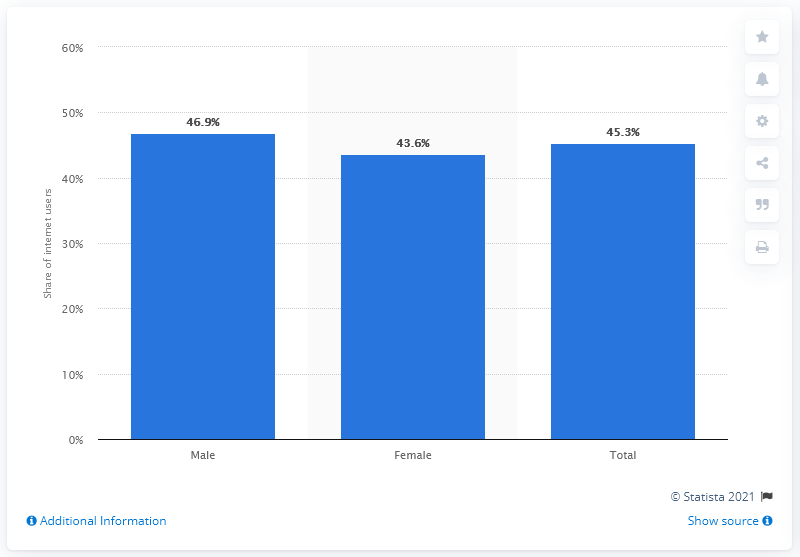 60%
50%
40%
30%
20%
10%
0%
Share of internet users
46.9%
43.6%
45.3%
Male
Female
Total
© Statista 2021
Additional Information
Show source